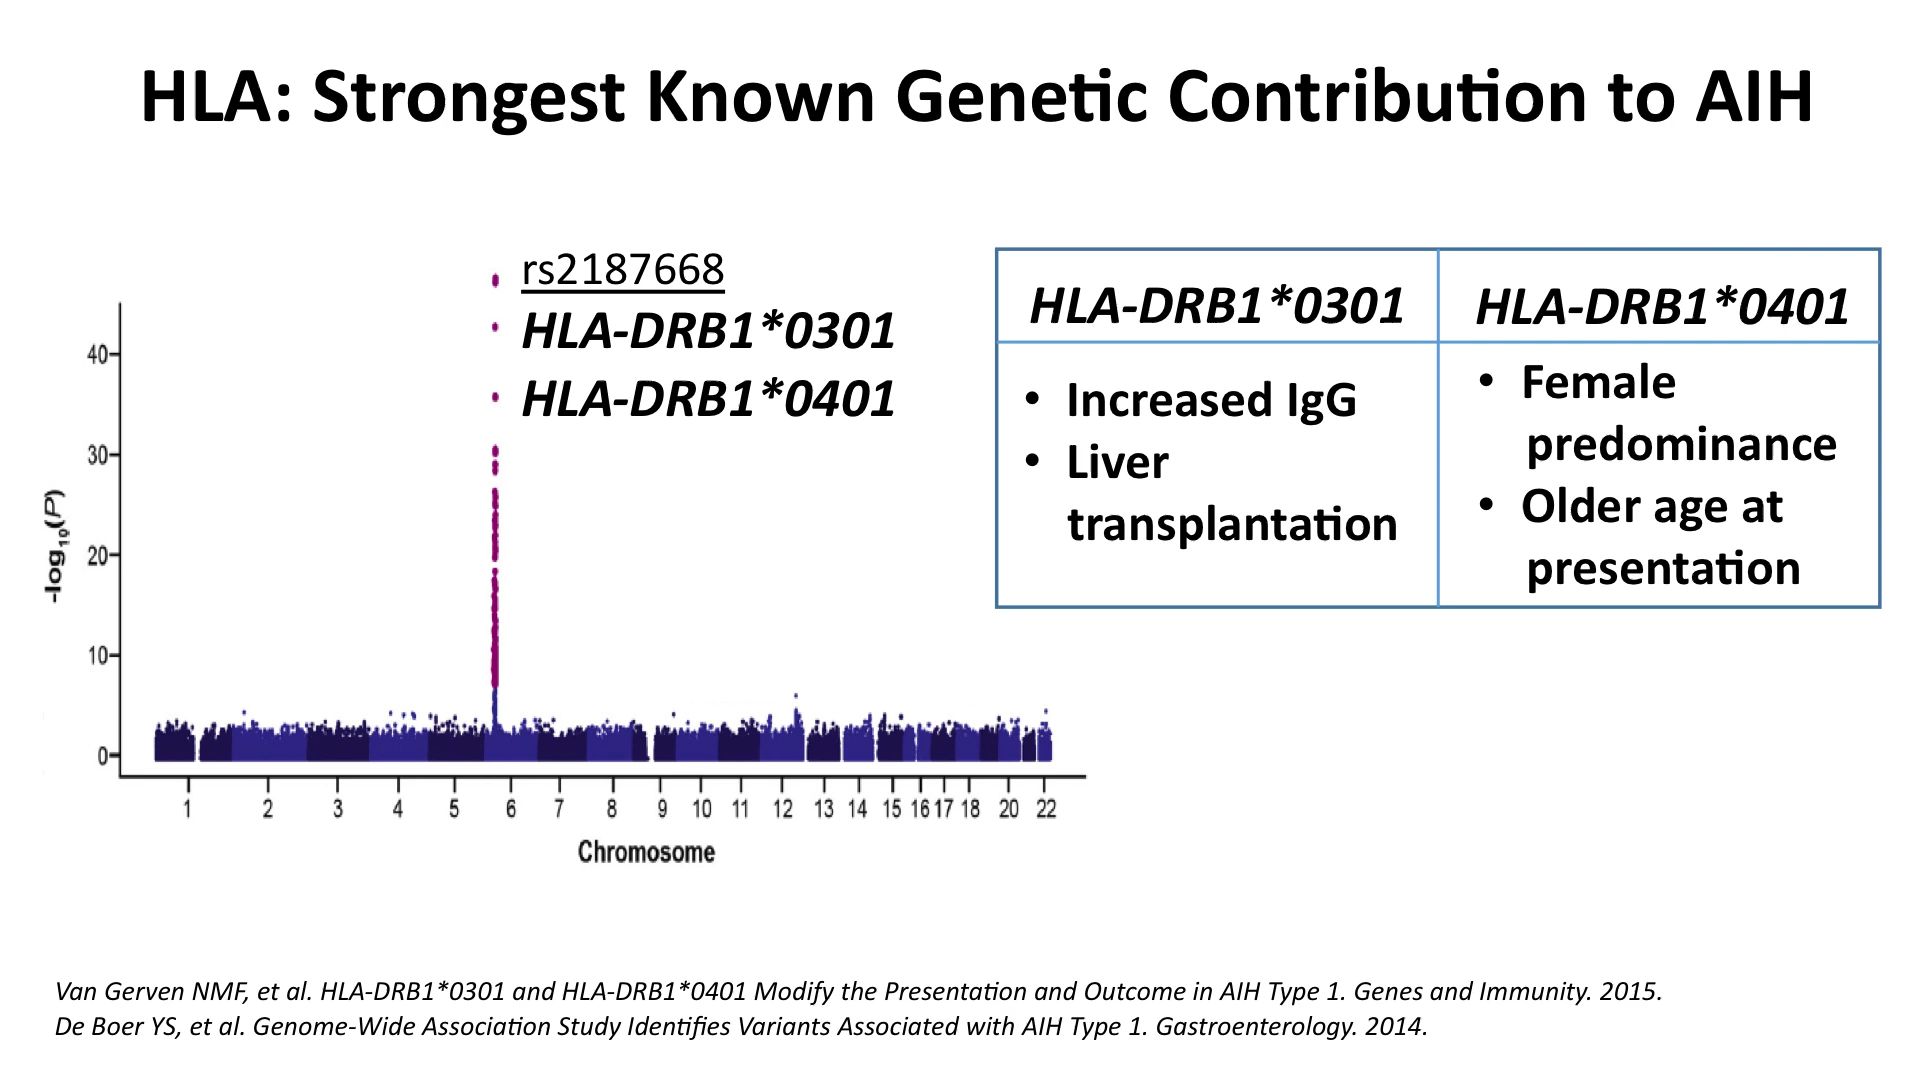 HLA: Strongest Known Genetic Contribution to AIH
rs2187668
HLA-DRB1*0301
HLA-DRB1*0401
40
30
20
10
0
-log10(P)
1 2 3 4 5 6 7 8 9 10 11 12 13 14 15 16 17 18 20 22
Chromosome
HLA-DRB1*0301
• Increased IgG
• Liver
transplantation
HLA-DRB1*0401
• Female
predominance
• Older age at
presentation
Van Gerven NMF, et al. HLA-DRB1*0301 and HLA-DRB1*0401 Modify the Presentation and Outcome in AIH Type 1. Genes and Immunity. 2015.
De Boer YS, et al. Genome-Wide Association Study Identifies Variants Associated with AIH Type 1. Gastroenterology. 2014.